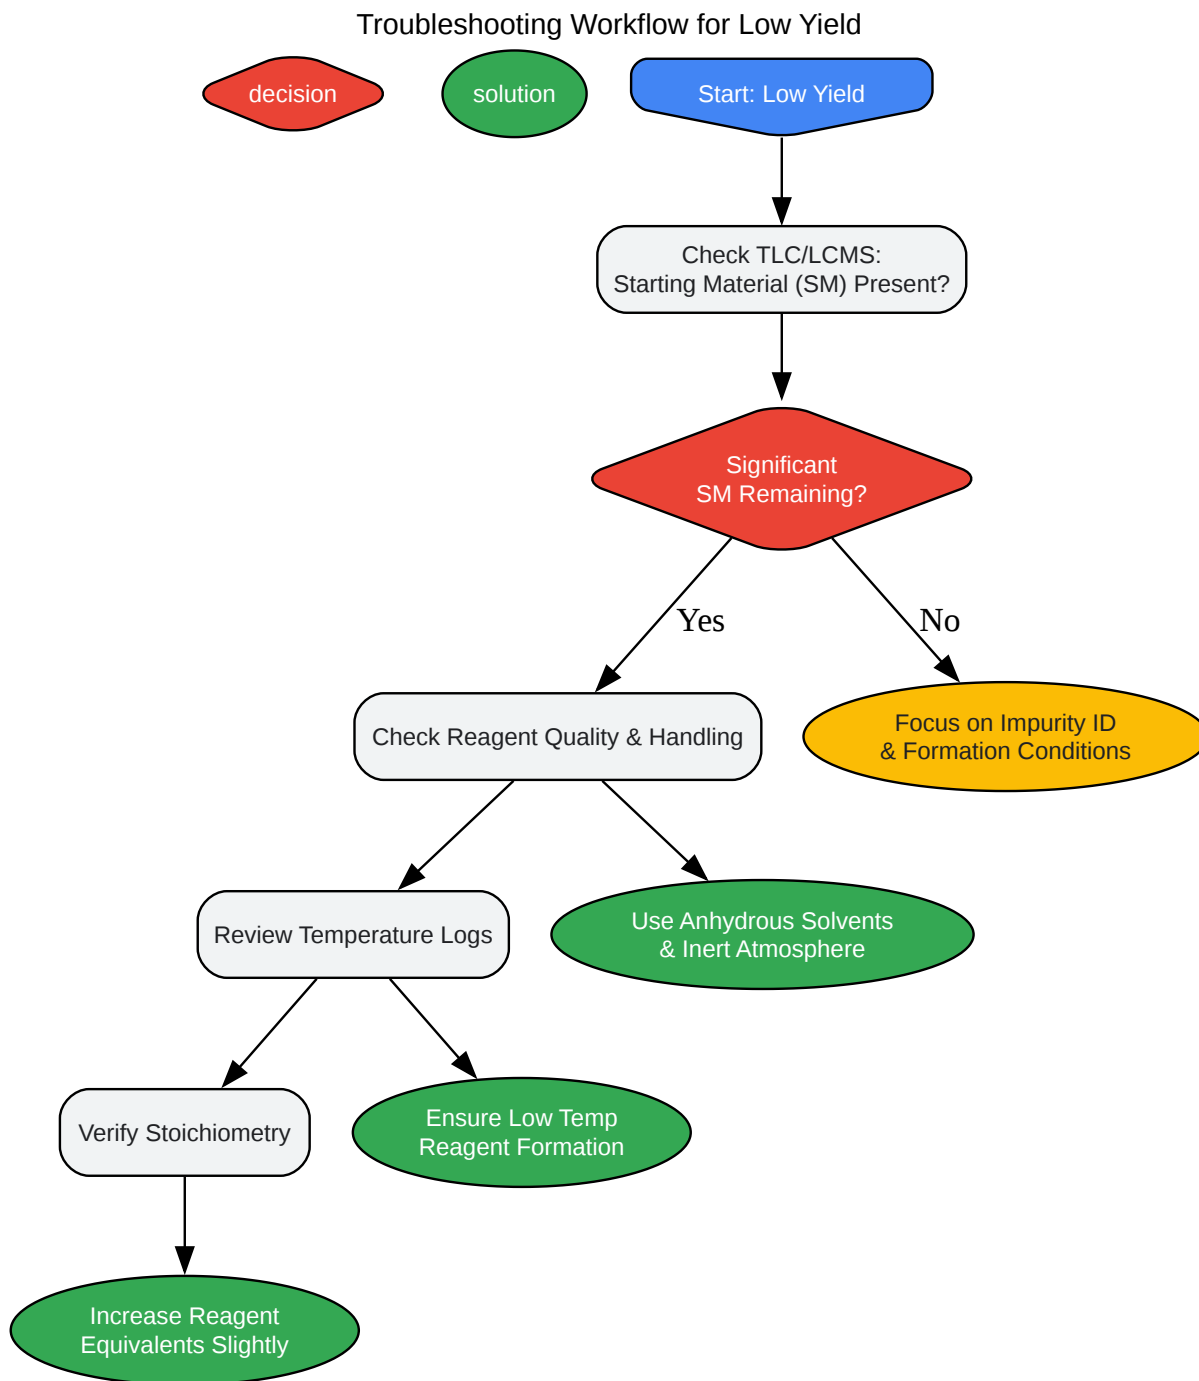 Troubleshooting Workflow for Low Yield
decision
solution
Start: Low Yield
Check TLC/LCMS:
Starting Material (SM) Present?
Significant
SM Remaining?
Yes
No
Check Reagent Quality & Handling
Focus on Impurity ID
& Formation Conditions
Review Temperature Logs
Use Anhydrous Solvents
& Inert Atmosphere
Verify Stoichiometry
Ensure Low Temp
Reagent Formation
Increase Reagent
Equivalents Slightly